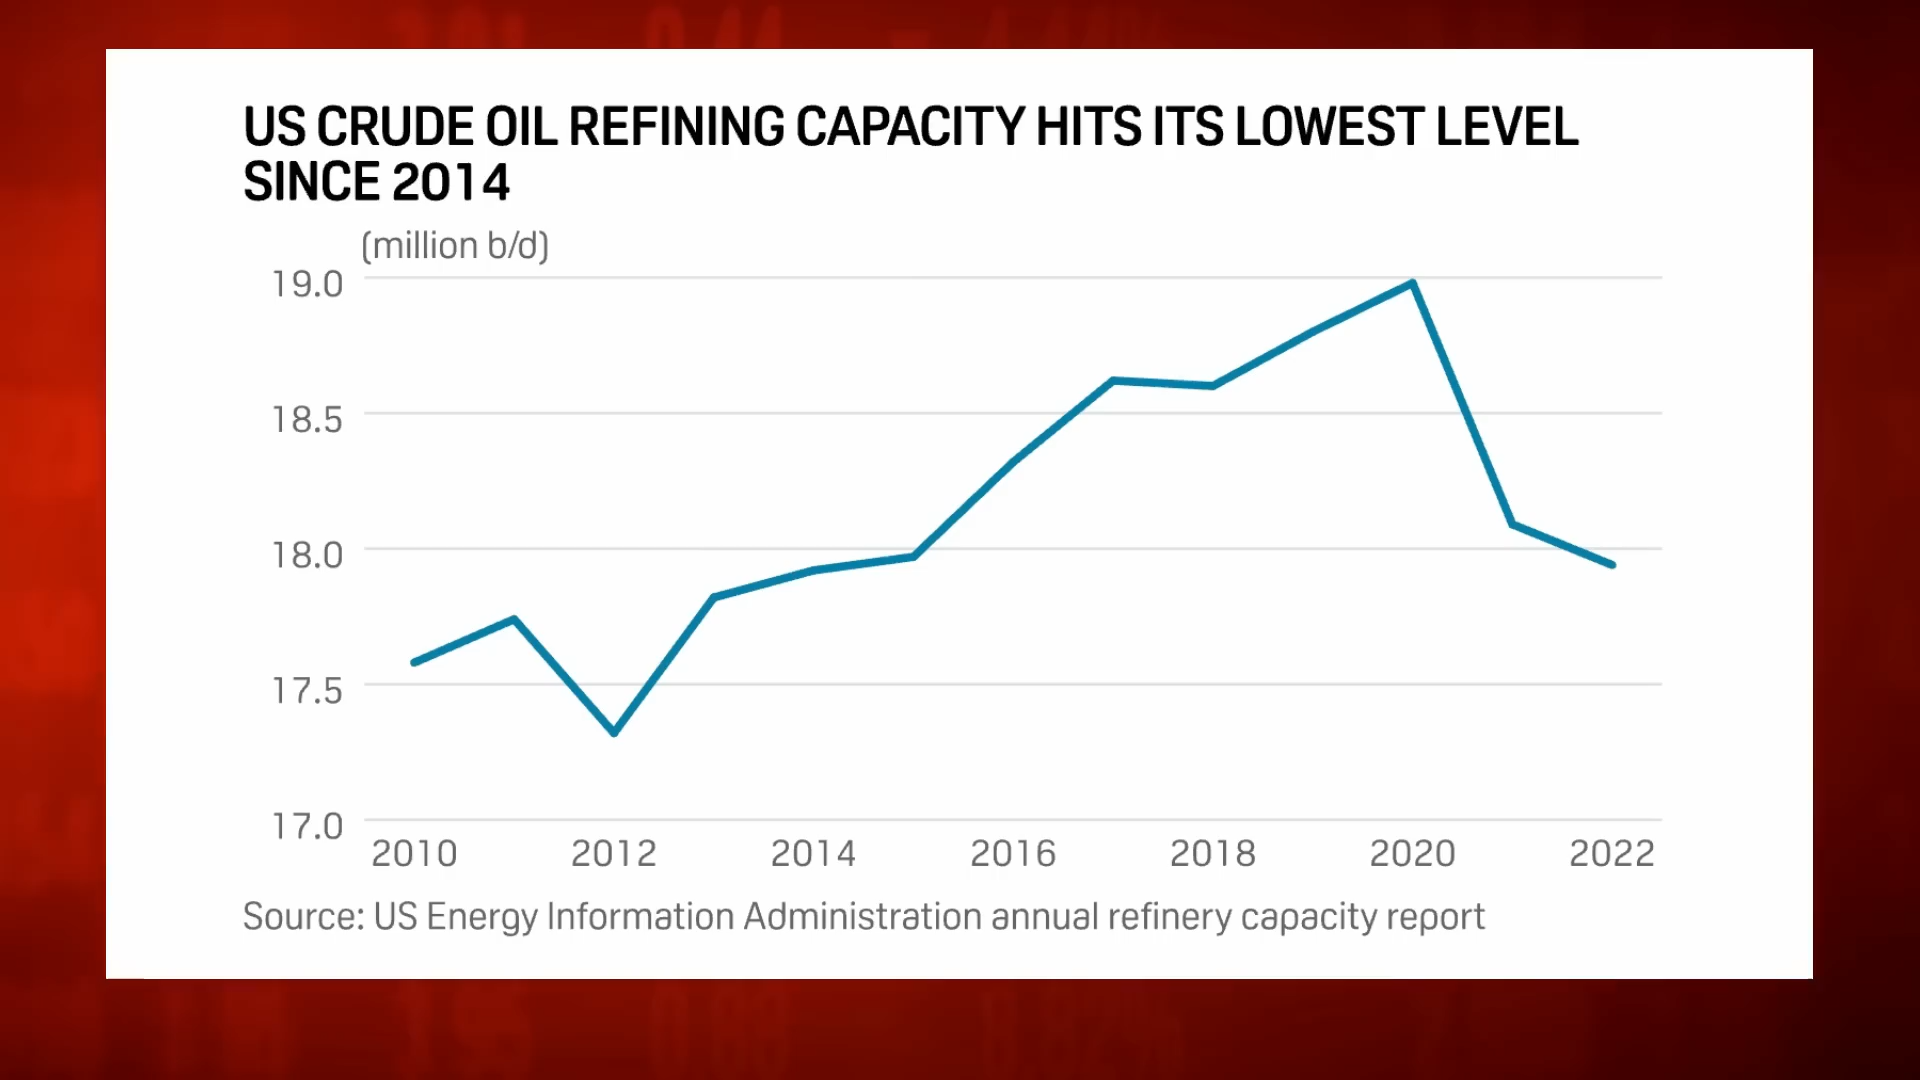 US CRUDE OIL REFINING CAPACITY HITS ITS LOWEST LEVEL
SINCE 2014
(million b/d)
19.0
18.5
18.0
17.5
17.0
2010 2012 2014 2016 2018 2020 2022
Source: US Energy Information Administration annual refinery capacity report